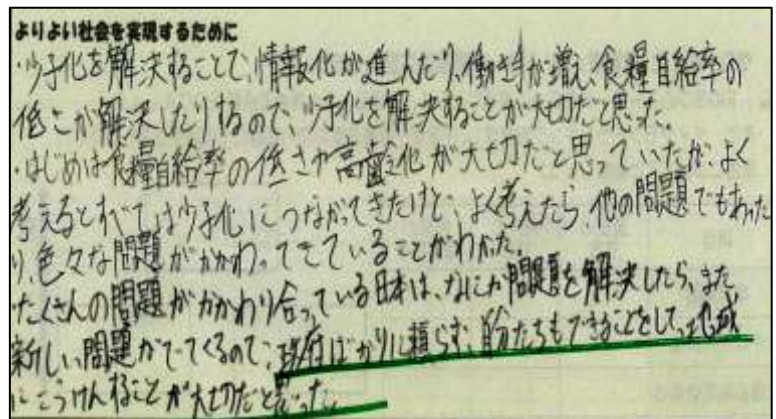 よりよい社会を実現するために
・少子化を解決することで、情報化が進んだり、働き手が増え、食糧自給率の
低さが解決したりするので、少子化を解決することが大切だと思った。
・はじめは食糧自給率の低さや高齢化が大切だと思っていたが、よく
考えるとすべては少子化につながってきたけど、よく考えたら、他の問題でもあった
り、色々な問題がかかわってきていることがわかった。
たくさんの問題がかかわり合っている日本は、なにか問題を解決したら、また
新しい問題がでてくるので、政府ばかりに頼らず、自分たちもできることをして、地域
にこうけんすることが大切だと思った。